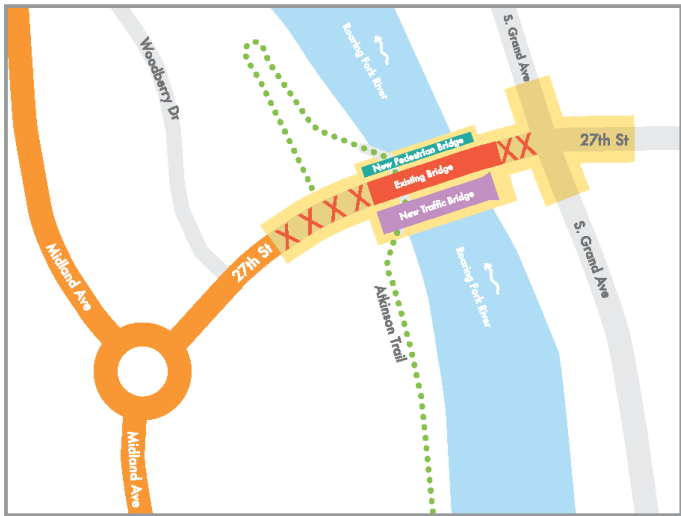 Woodberry Dr
Roaring Fork River
S. Grand Ave
27th St
New Pedestrian Bridge
Existing Bridge
New Traffic Bridge
27th St
Midland Ave
Atkinson Trail
Roaring Fork River
S. Grand Ave
Midland Ave